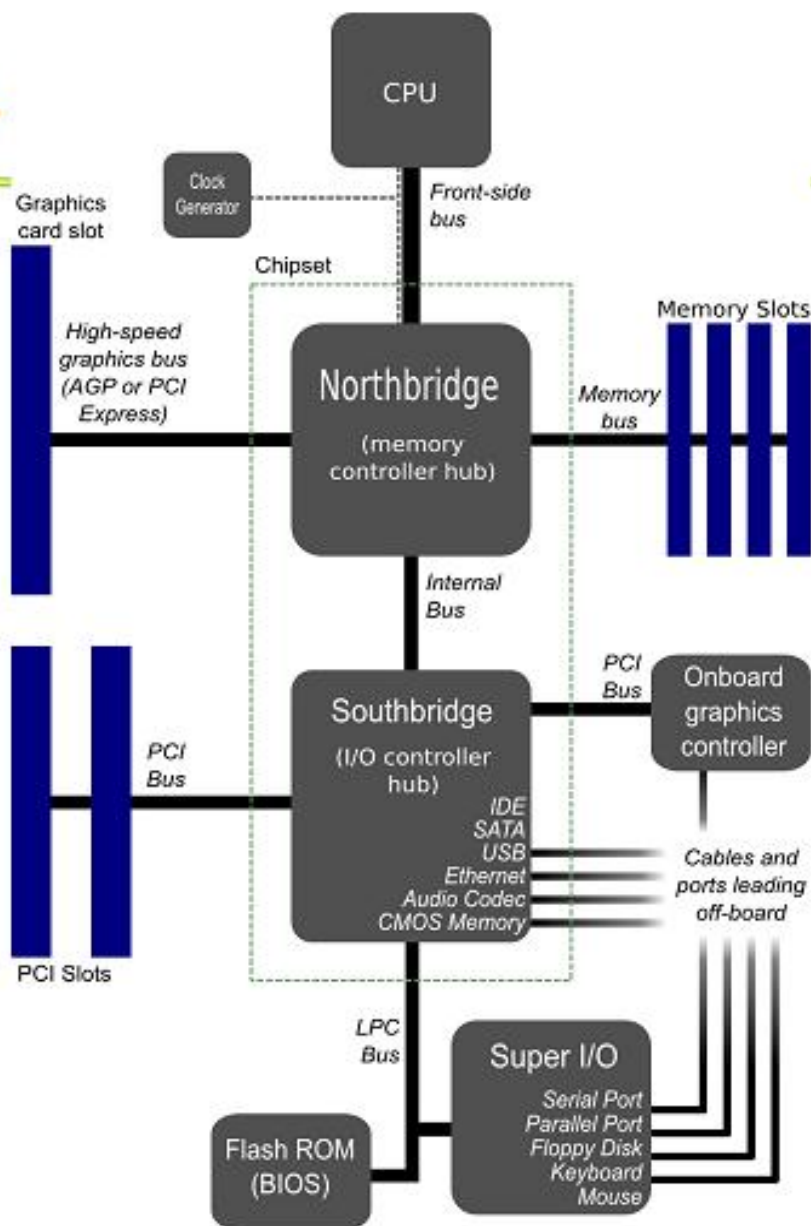 CPU
Clock
Generator
Front-side
bus
Graphics
card slot
Chipset
High-speed
graphics bus
(AGP or PCI
Express)
Northbridge
(memory
controller hub)
Memory Slots
Memory
bus
Internal
Bus
Southbridge
(I/O controller
hub)
IDE
SATA
USB
Ethernet
Audio Codec
CMOS Memory
PCI
Bus
Onboard
graphics
controller
PCI
Bus
Cables and
ports leading
off-board
PCI Slots
LPC
Bus
Super I/O
Serial Port
Parallel Port
Floppy Disk
Keyboard
Mouse
Flash ROM
(BIOS)